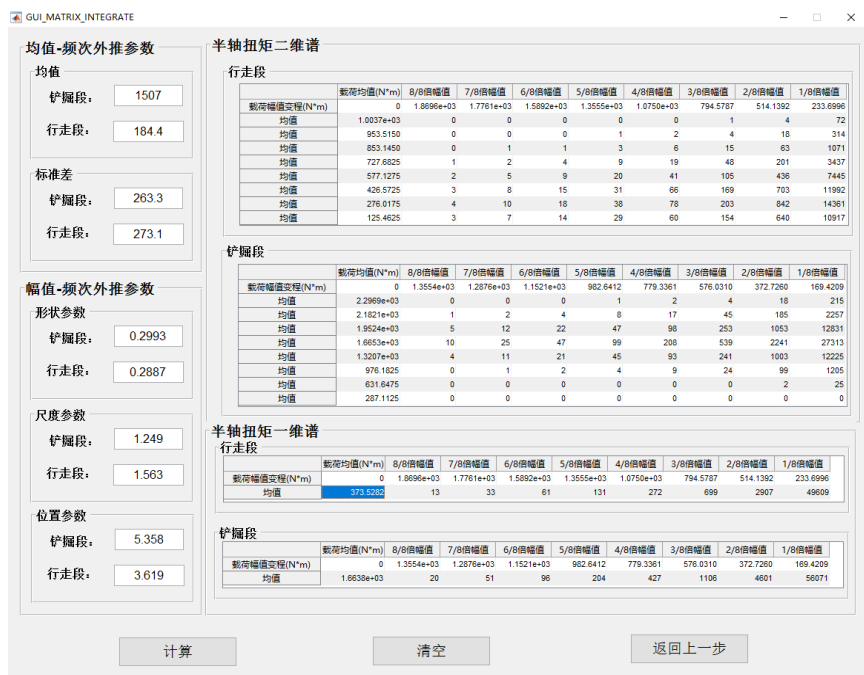 GUI_MATRIX_INTEGRATE
均值-频次外推参数
均值
铲掘段: 1507
行走段: 184.4
标准差
铲掘段: 263.3
行走段: 273.1
幅值-频次外推参数
形状参数
铲掘段: 0.2993
行走段: 0.2887
尺度参数
铲掘段: 1.249
行走段: 1.563
位置参数
铲掘段: 5.358
行走段: 3.619
半轴扭矩二维谱
行走段
载荷均值(N*m) 8/8倍幅值 7/8倍幅值 6/8倍幅值 5/8倍幅值 4/8倍幅值 3/8倍幅值 2/8倍幅值 1/8倍幅值
载荷幅值变程(N*m) 0 1.8696e+03 1.7761e+03 1.5892e+03 1.3555e+03 1.0750e+03 794.5787 514.1392 233.6996
均值 1.0037e+03 0 0 0 0 0 1 4 72
均值 953.5150 0 0 0 1 2 4 18 314
均值 853.1450 0 1 1 3 6 15 63 1071
均值 727.6825 1 2 4 9 19 48 201 3437
均值 577.1275 2 5 9 20 41 105 436 7445
均值 426.5725 3 8 15 31 66 169 703 11992
均值 276.0175 4 10 18 38 78 203 842 14361
均值 125.4625 3 7 14 29 60 154 640 10917
铲掘段
载荷均值(N*m) 8/8倍幅值 7/8倍幅值 6/8倍幅值 5/8倍幅值 4/8倍幅值 3/8倍幅值 2/8倍幅值 1/8倍幅值
载荷幅值变程(N*m) 0 1.3554e+03 1.2876e+03 1.1521e+03 982.6412 779.3361 576.0310 372.7260 169.4209
均值 2.2969e+03 0 0 0 1 2 4 18 215
均值 2.1821e+03 1 2 4 8 17 45 185 2257
均值 1.9524e+03 5 12 22 47 98 253 1053 12831
均值 1.6653e+03 10 25 47 99 208 539 2241 27313
均值 1.3207e+03 4 11 21 45 93 241 1003 12225
均值 976.1825 0 1 2 4 9 24 99 1205
均值 631.6475 0 0 0 0 0 0 2 25
均值 287.1125 0 0 0 0 0 0 0 0
半轴扭矩一维谱
行走段
载荷均值(N*m) 8/8倍幅值 7/8倍幅值 6/8倍幅值 5/8倍幅值 4/8倍幅值 3/8倍幅值 2/8倍幅值 1/8倍幅值
载荷幅值变程(N*m) 0 1.8696e+03 1.7761e+03 1.5892e+03 1.3555e+03 1.0750e+03 794.5787 514.1392 233.6996
均值 373.5282 13 33 61 131 272 699 2907 49609
铲掘段
载荷均值(N*m) 8/8倍幅值 7/8倍幅值 6/8倍幅值 5/8倍幅值 4/8倍幅值 3/8倍幅值 2/8倍幅值 1/8倍幅值
载荷幅值变程(N*m) 0 1.3554e+03 1.2876e+03 1.1521e+03 982.6412 779.3361 576.0310 372.7260 169.4209
均值 1.6638e+03 20 51 96 204 427 1106 4601 56071
计算 清空 返回上一步